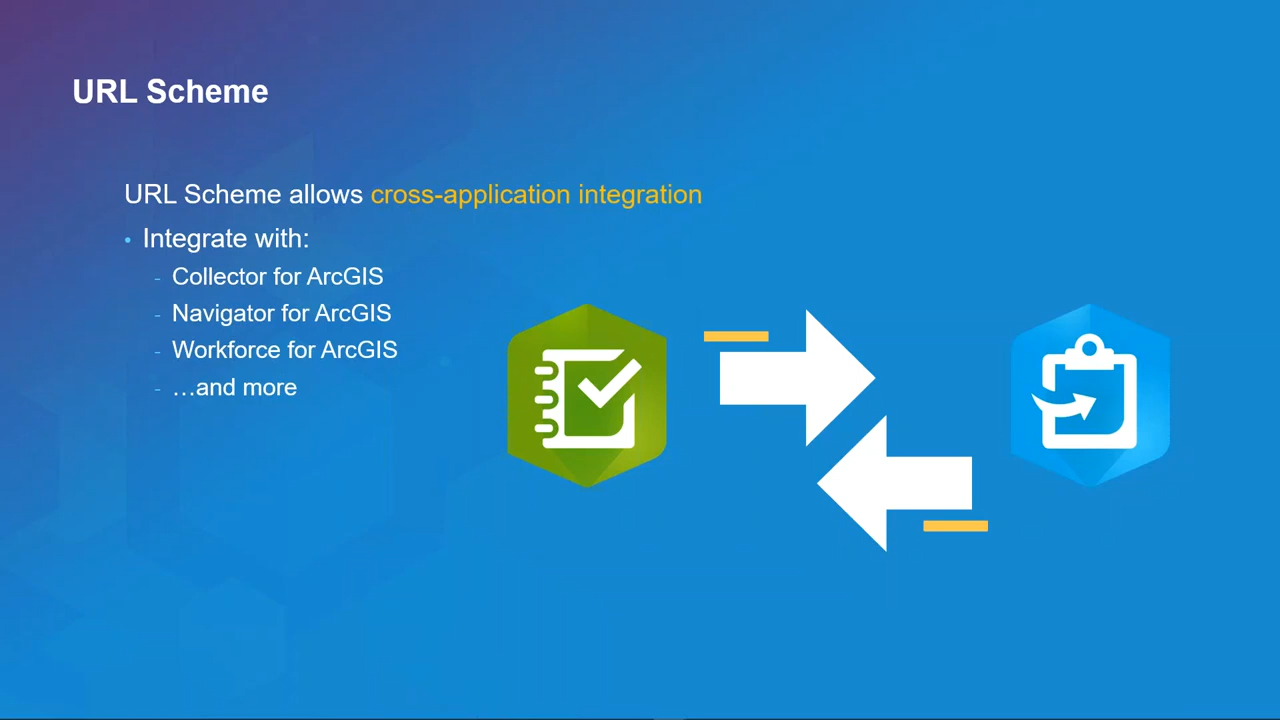 URL Scheme
URL Scheme allows cross-application integration
• Integrate with:
- Collector for ArcGIS
- Navigator for ArcGIS
- Workforce for ArcGIS
- …and more